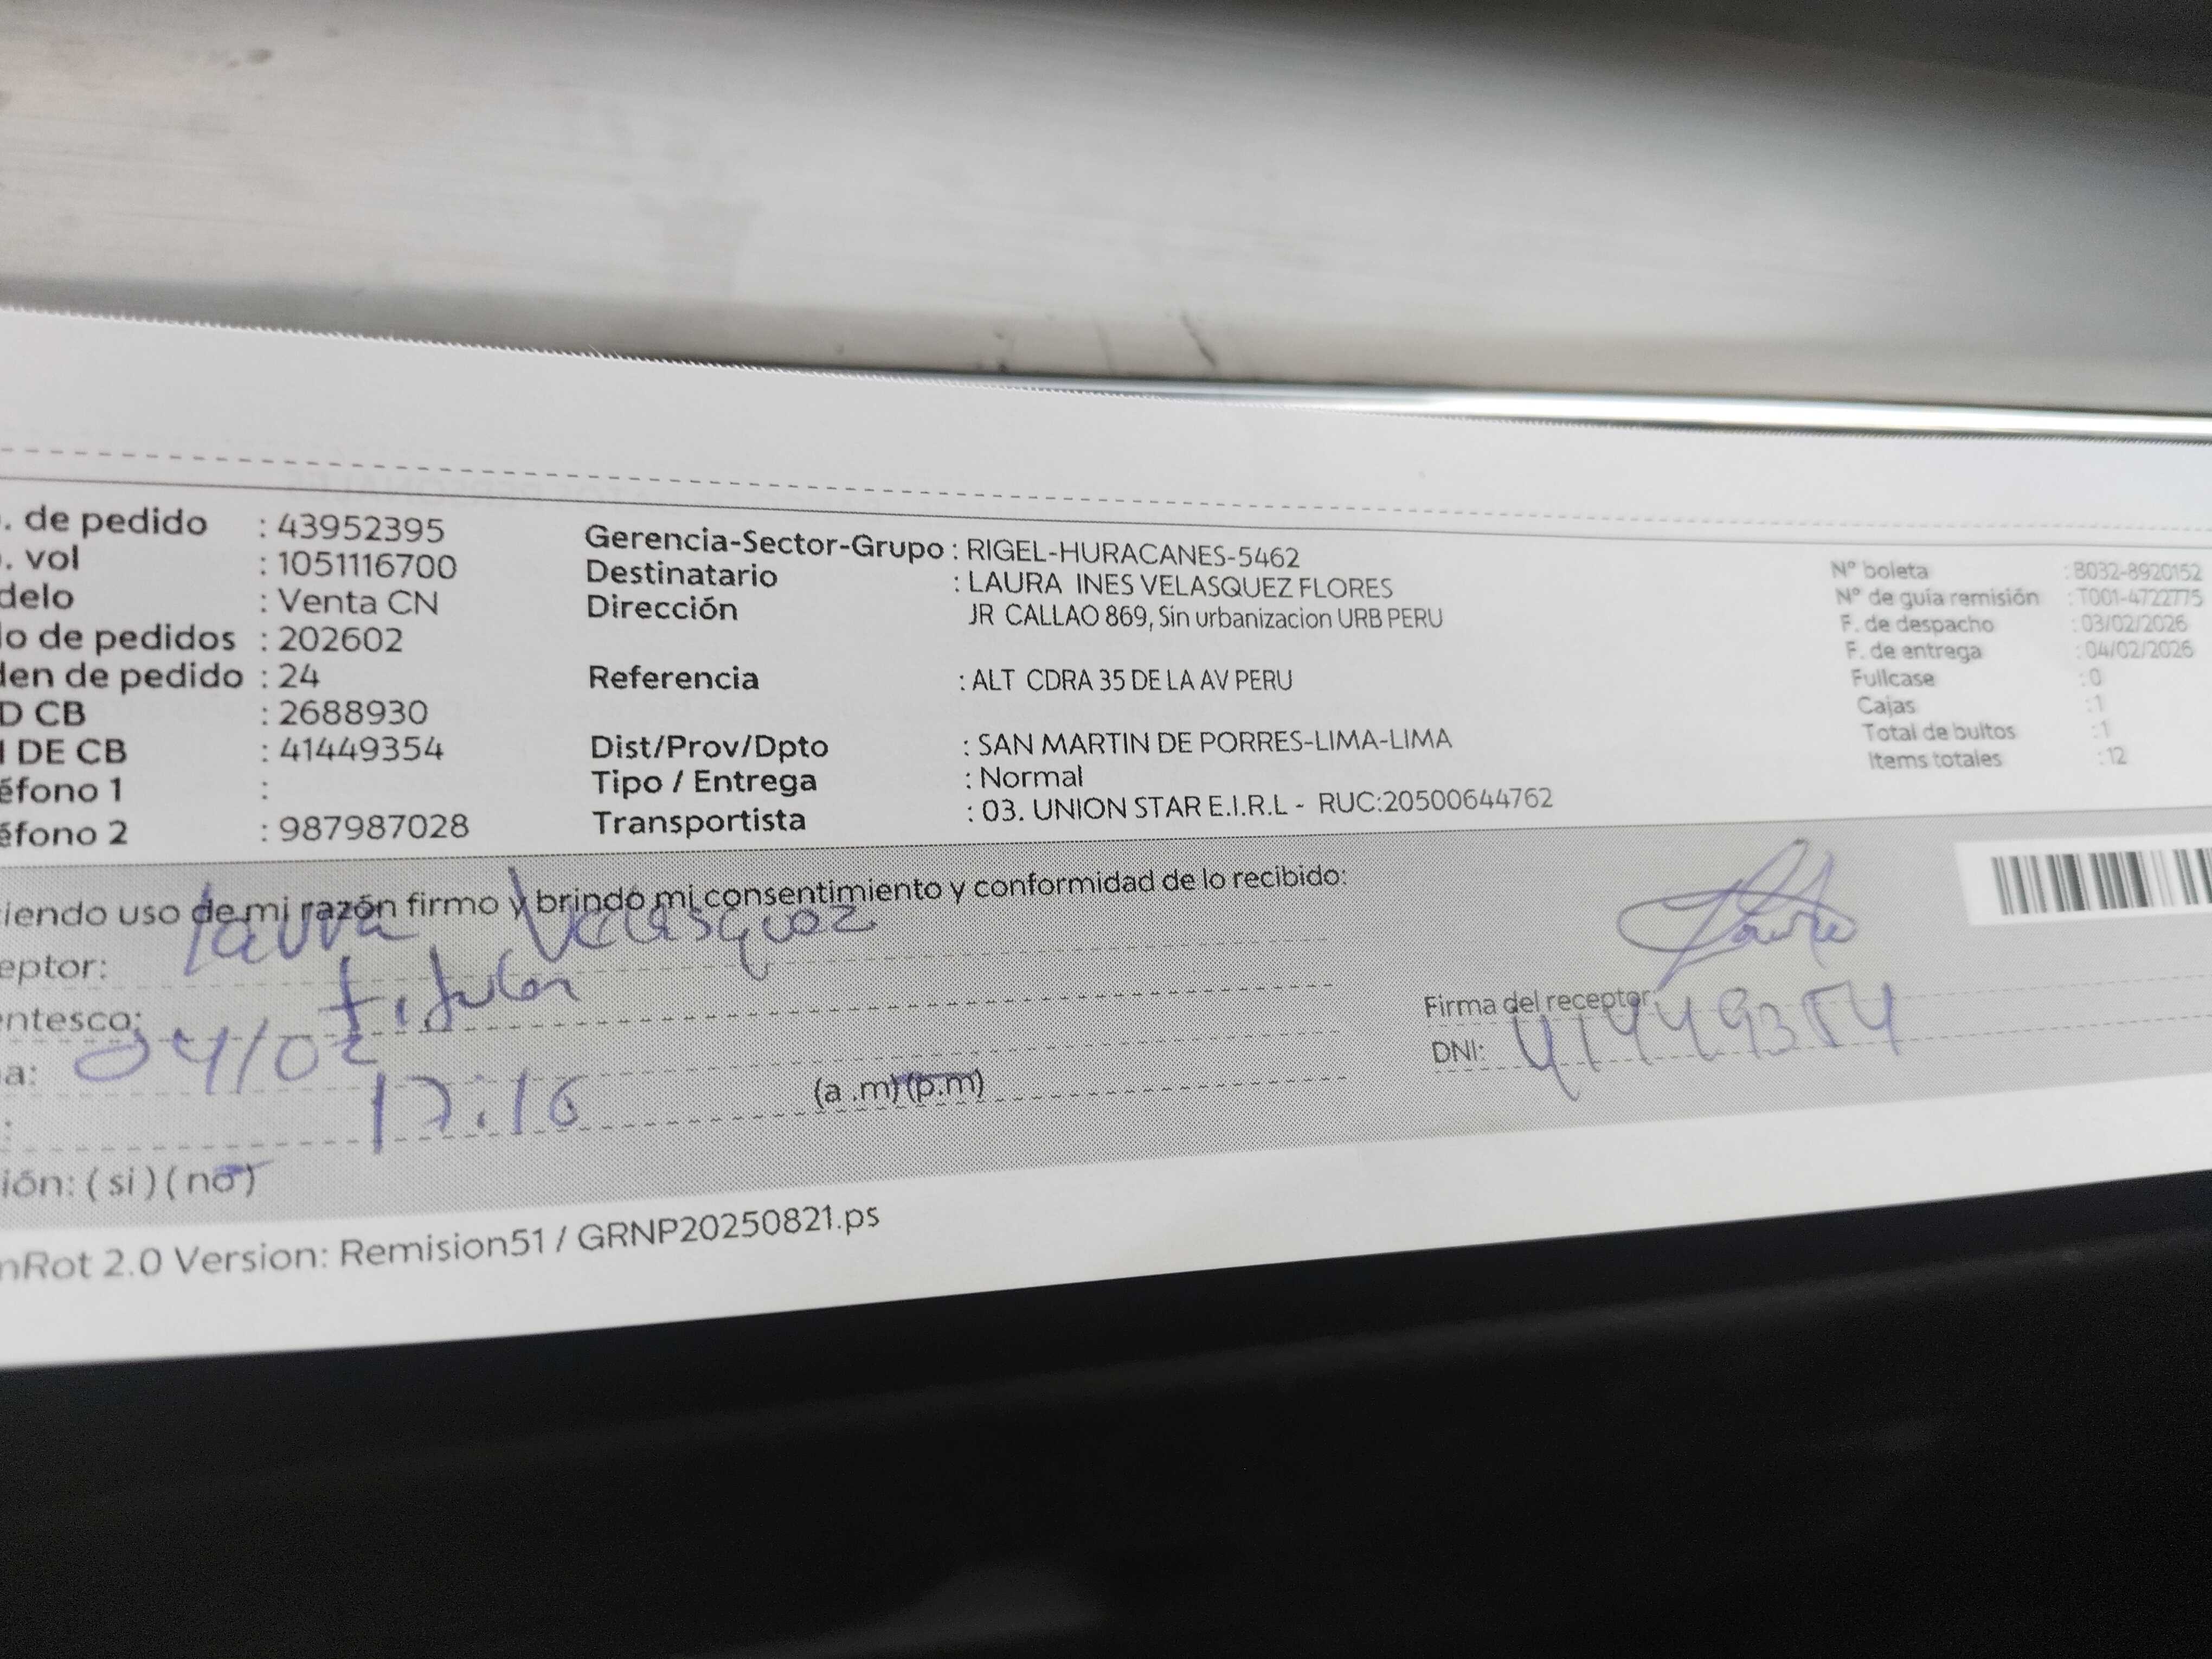 . de pedido : 43952395
. vol : 1051116700
delo : Venta CN
o de pedidos : 202602
den de pedido : 24
D CB : 2688930
I DE CB : 41449354
éfono 1 :
éfono 2 : 987987028
Gerencia-Sector-Grupo : RIGEL-HURACANES-5462
Destinatario : LAURA INES VELASQUEZ FLORES
Dirección JR CALLAO 869, Sin urbanizacion URB PERU
Referencia : ALT CDRA 35 DE LA AV PERU
Dist/Prov/Dpto : SAN MARTIN DE PORRES-LIMA-LIMA
Tipo / Entrega : Normal
Transportista : 03. UNION STAR E.I.R.L - RUC:20500644762
Nº boleta : B032-8920152
Nº de guía remisión : T001-4722775
F. de despacho : 03/02/2026
F. de entrega : 04/02/2026
Fullcase : 0
Cajas : 1
Total de bultos : 1
Items totales : 12
iendo uso de mi razón firmo y brindo mi consentimiento y conformidad de lo recibido:
eptor: Laura Velasquez
entesco: titular
a: 04/02
: 17:16 (a .m) (p.m)
ión: ( si ) ( no )
Firma del receptor:
DNI: 41449354
nRot 2.0 Version: Remision51 / GRNP20250821.ps